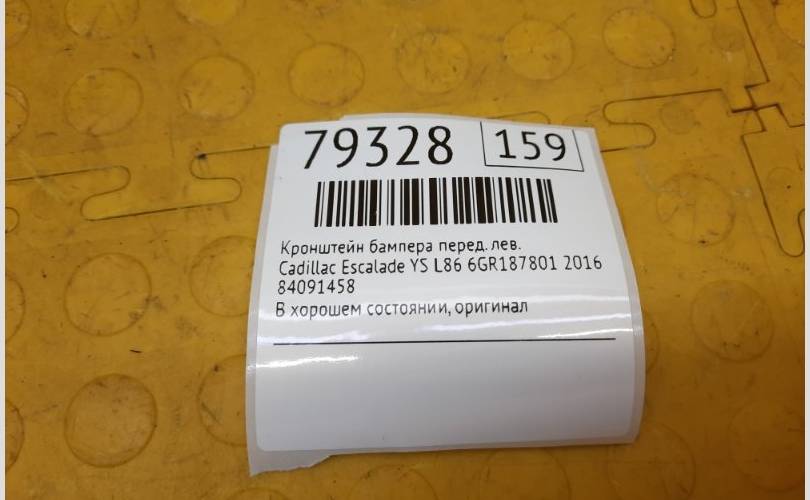 79328 159
Кронштейн бампера перед. лев.
Cadillac Escalade YS L86 6GR187801 2016
84091458
В хорошем состоянии, оригинал